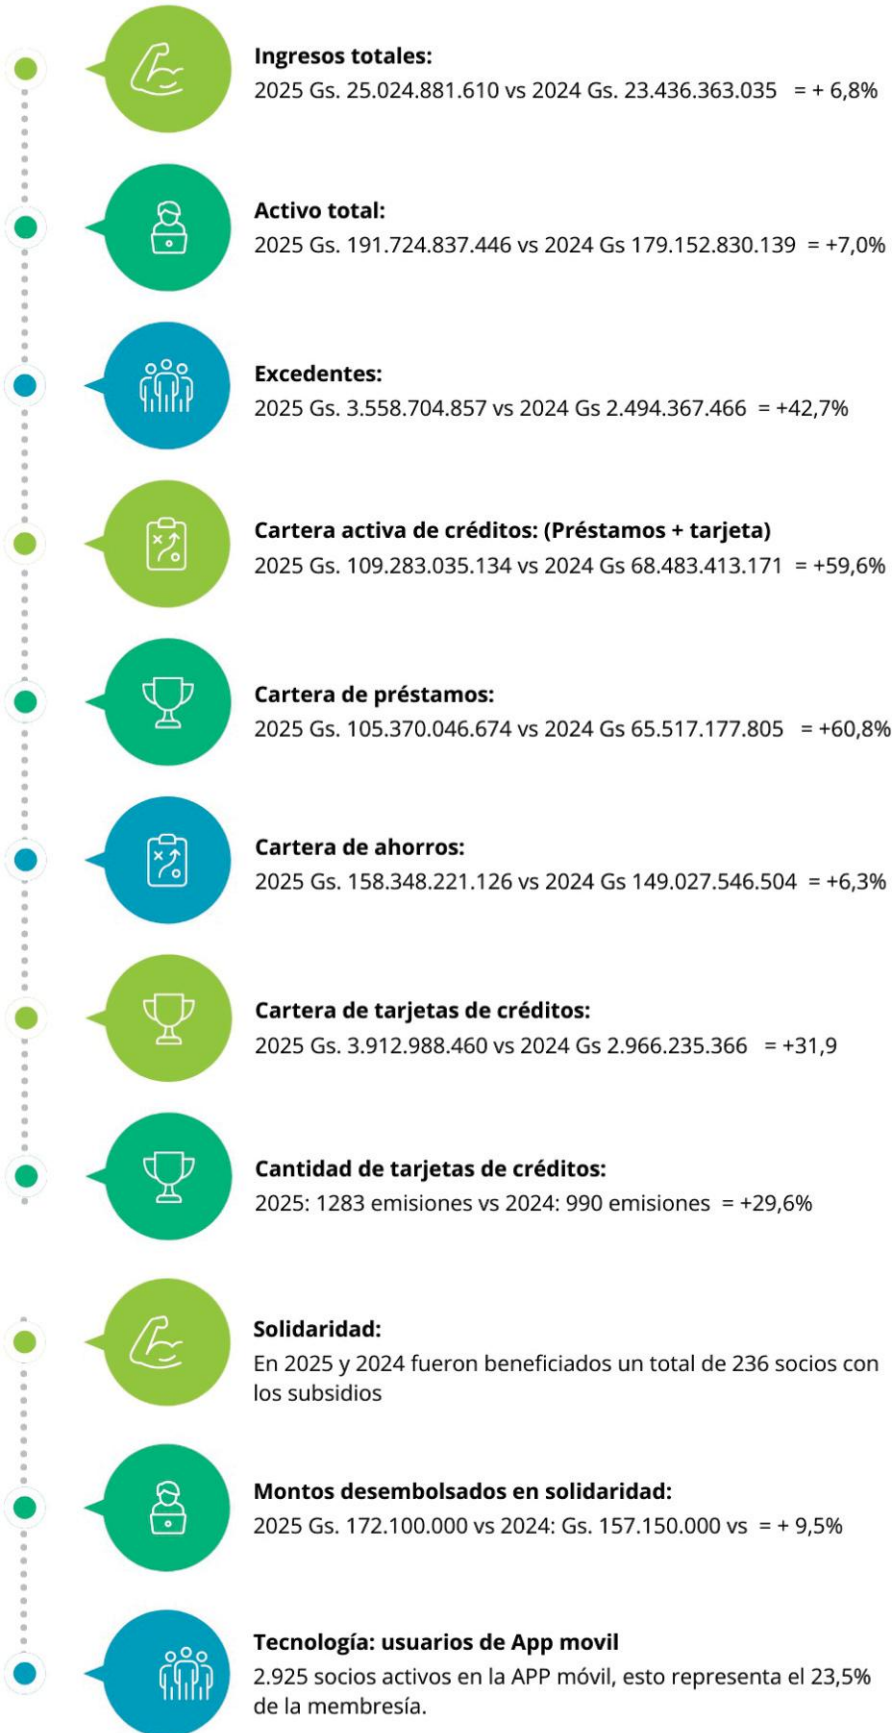 Ingresos totales:
2025 Gs. 25.024.881.610 vs 2024 Gs. 23.436.363.035 = + 6,8%
Activo total:
2025 Gs. 191.724.837.446 vs 2024 Gs 179.152.830.139 = +7,0%
Excedentes:
2025 Gs. 3.558.704.857 vs 2024 Gs 2.494.367.466 = +42,7%
Cartera activa de créditos: (Préstamos + tarjeta)
2025 Gs. 109.283.035.134 vs 2024 Gs 68.483.413.171 = +59,6%
Cartera de préstamos:
2025 Gs. 105.370.046.674 vs 2024 Gs 65.517.177.805 = +60,8%
Cartera de ahorros:
2025 Gs. 158.348.221.126 vs 2024 Gs 149.027.546.504 = +6,3%
Cartera de tarjetas de créditos:
2025 Gs. 3.912.988.460 vs 2024 Gs 2.966.235.366 = +31,9
Cantidad de tarjetas de créditos:
2025: 1283 emisiones vs 2024: 990 emisiones = +29,6%
Solidaridad:
En 2025 y 2024 fueron beneficiados un total de 236 socios con
los subsidios
Montos desembolsados en solidaridad:
2025 Gs. 172.100.000 vs 2024: Gs. 157.150.000 vs = + 9,5%
Tecnología: usuarios de App movil
2.925 socios activos en la APP móvil, esto representa el 23,5%
de la membresía.